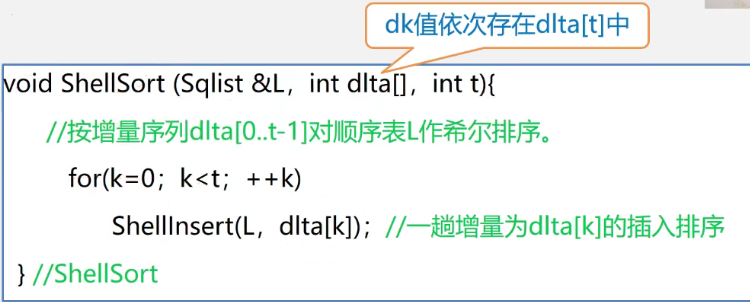 dk值依次存在dlta[t]中
void ShellSort (Sqlist &L，int dlta[]，int t){
//按增量序列dlta[0..t-1]对顺序表L作希尔排序。
for(k=0；k<t；++k)
ShellInsert(L，dlta[k])；//一趟增量为dlta[k]的插入排序
} //ShellSort